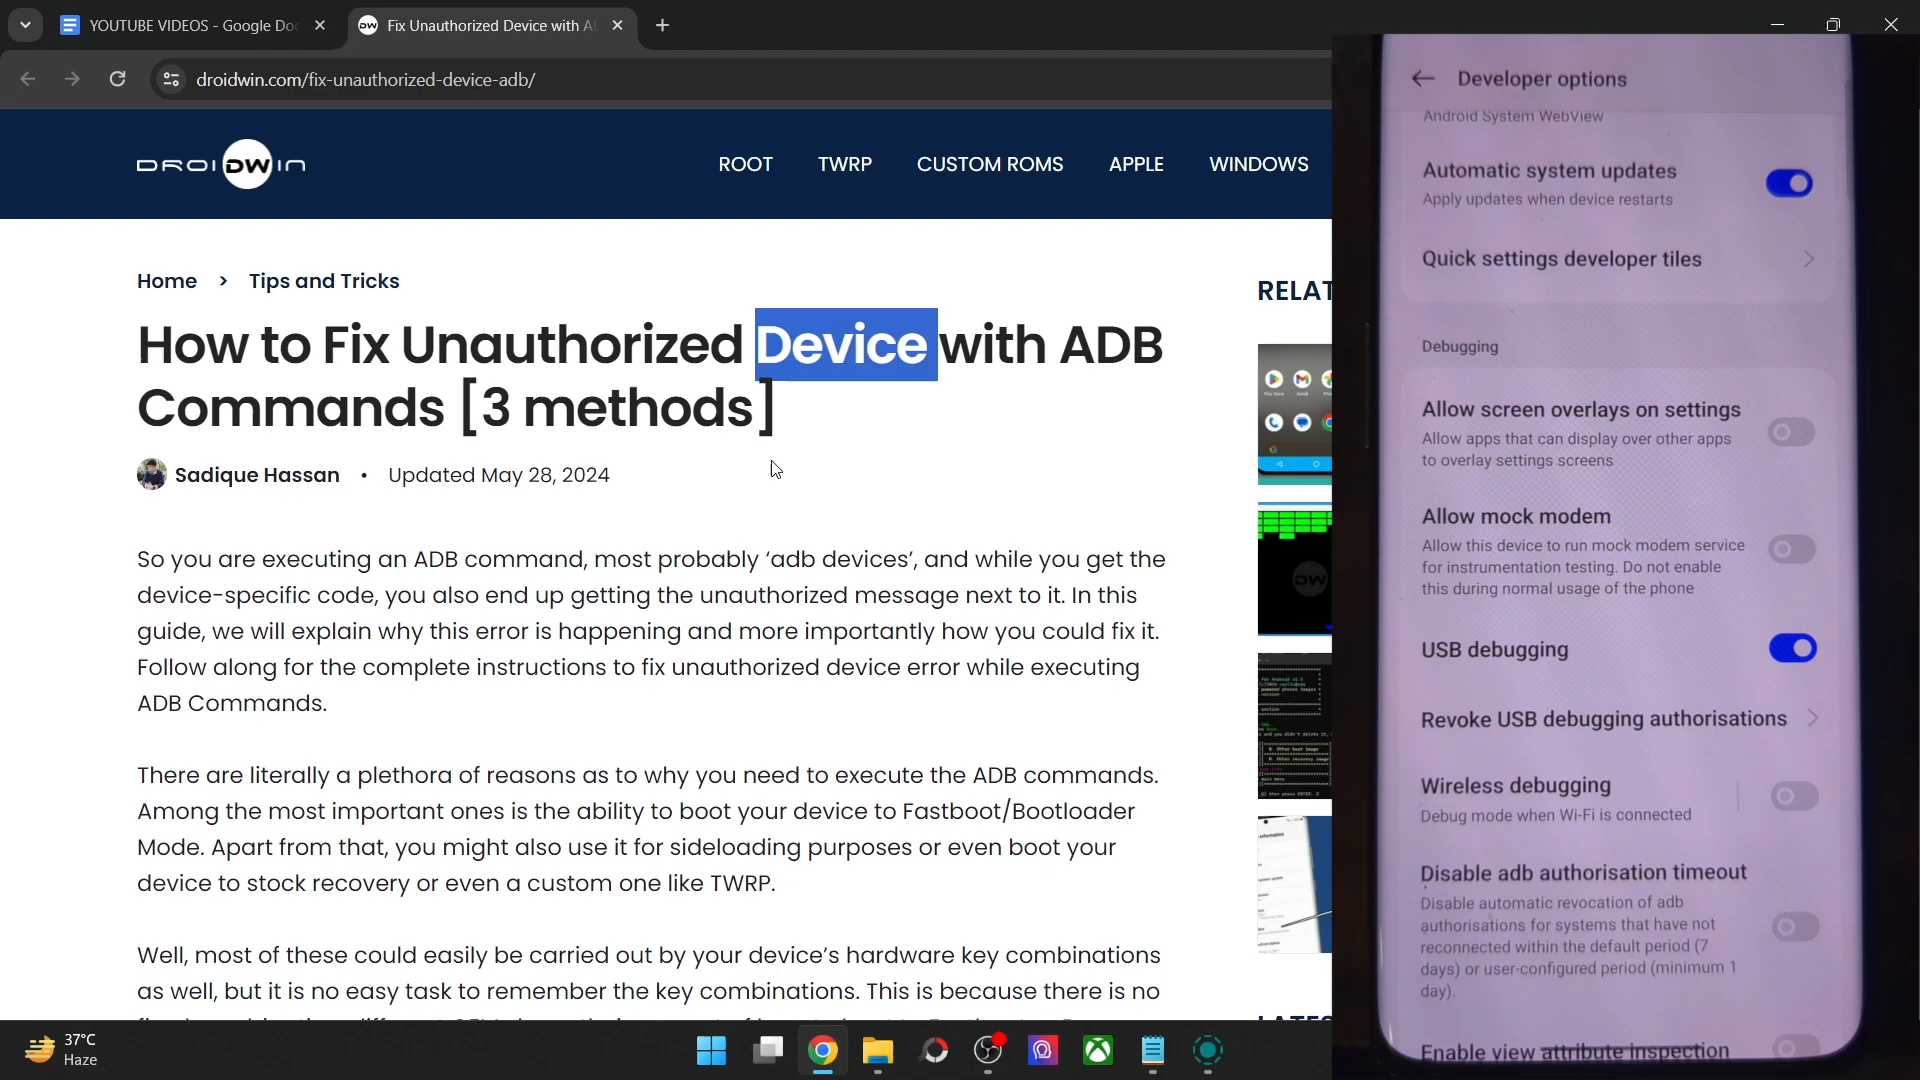 YOUTUBE VIDEOS - Google Do
Fix Unauthorized Device with A
droidwin.com/fix-unauthorized-device-adb/
DROIDWIN
ROOT
TWRP
CUSTOM ROMS
APPLE
WINDOWS
Home > Tips and Tricks
How to Fix Unauthorized Device with ADB
Commands [3 methods]
Sadique Hassan • Updated May 28, 2024
So you are executing an ADB command, most probably ‘adb devices’, and while you get the
device-specific code, you also end up getting the unauthorized message next to it. In this
guide, we will explain why this error is happening and more importantly how you could fix it.
Follow along for the complete instructions to fix unauthorized device error while executing
ADB Commands.
There are literally a plethora of reasons as to why you need to execute the ADB commands.
Among the most important ones is the ability to boot your device to Fastboot/Bootloader
Mode. Apart from that, you might also use it for sideloading purposes or even boot your
device to stock recovery or even a custom one like TWRP.
Well, most of these could easily be carried out by your device’s hardware key combinations
as well, but it is no easy task to remember the key combinations. This is because there is no
RELAT
Developer options
Android System WebView
Automatic system updates
Apply updates when device restarts
Quick settings developer tiles
Debugging
Allow screen overlays on settings
Allow apps that can display over other apps
to overlay settings screens
Allow mock modem
Allow this device to run mock modem service
for instrumentation testing. Do not enable
this during normal usage of the phone
USB debugging
Revoke USB debugging authorisations
Wireless debugging
Debug mode when Wi-Fi is connected
Disable adb authorisation timeout
Disable automatic revocation of adb
authorisations for systems that have not
reconnected within the default period (7
days) or user-configured period (minimum 1
day).
Enable view attribute inspection
37°C
Haze